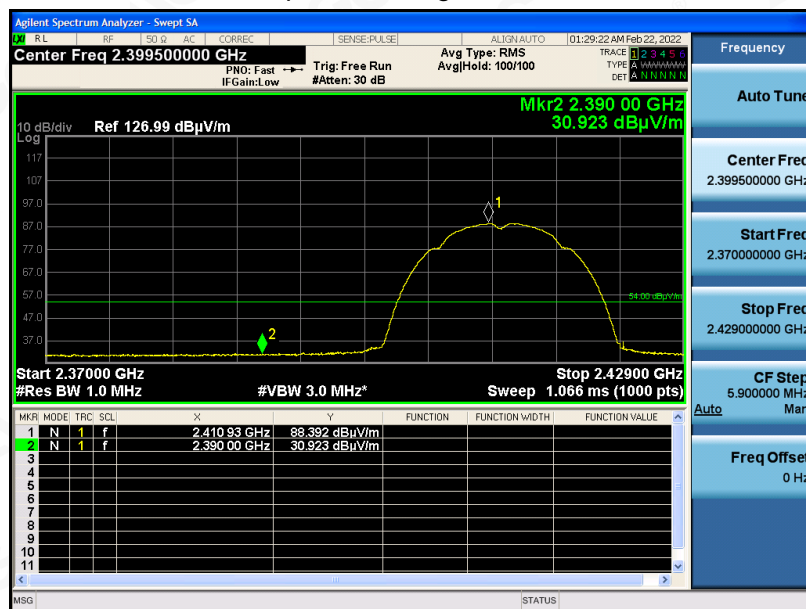 Agilent Spectrum Analyzer - Swept SA
LXI RL RF 50 Ω AC CORREC SENSE:PULSE ALIGN AUTO 01:29:22 AM Feb 22, 2022
Center Freq 2.399500000 GHz
PNO: Fast
IFGain:Low
Trig: Free Run
#Atten: 30 dB
Avg Type: RMS
Avg|Hold: 100/100
TRACE 1 2 3 4 5 6
TYPE A WWWWW
DET A N N N N N
Frequency
Mkr2 2.390 00 GHz
30.923 dBµV/m
10 dB/div Ref 126.99 dBµV/m
Log
117
107
97.0
87.0
77.0
67.0
57.0
47.0
37.0
1
2
54.00 dBµV/m
Start 2.37000 GHz Stop 2.42900 GHz
#Res BW 1.0 MHz #VBW 3.0 MHz* Sweep 1.066 ms (1000 pts)
MKR MODE TRC SCL X Y FUNCTION FUNCTION WIDTH FUNCTION VALUE
1 N 1 f 2.410 93 GHz 88.392 dBµV/m
2 N 1 f 2.390 00 GHz 30.923 dBµV/m
3
4
5
6
7
8
9
10
11
MSG STATUS
Auto Tune
Center Freq
2.399500000 GHz
Start Freq
2.370000000 GHz
Stop Freq
2.429000000 GHz
CF Step
5.900000 MHz
Auto Man
Freq Offset
0 Hz